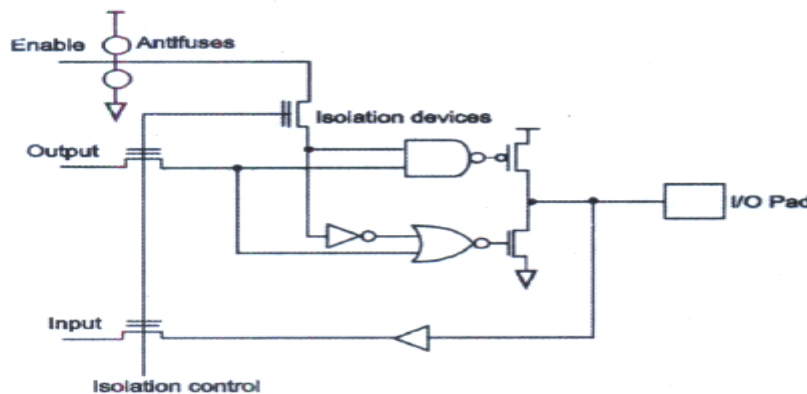 Enable
Antifuses
Isolation devices
Output
I/O Pad
Input
Isolation control